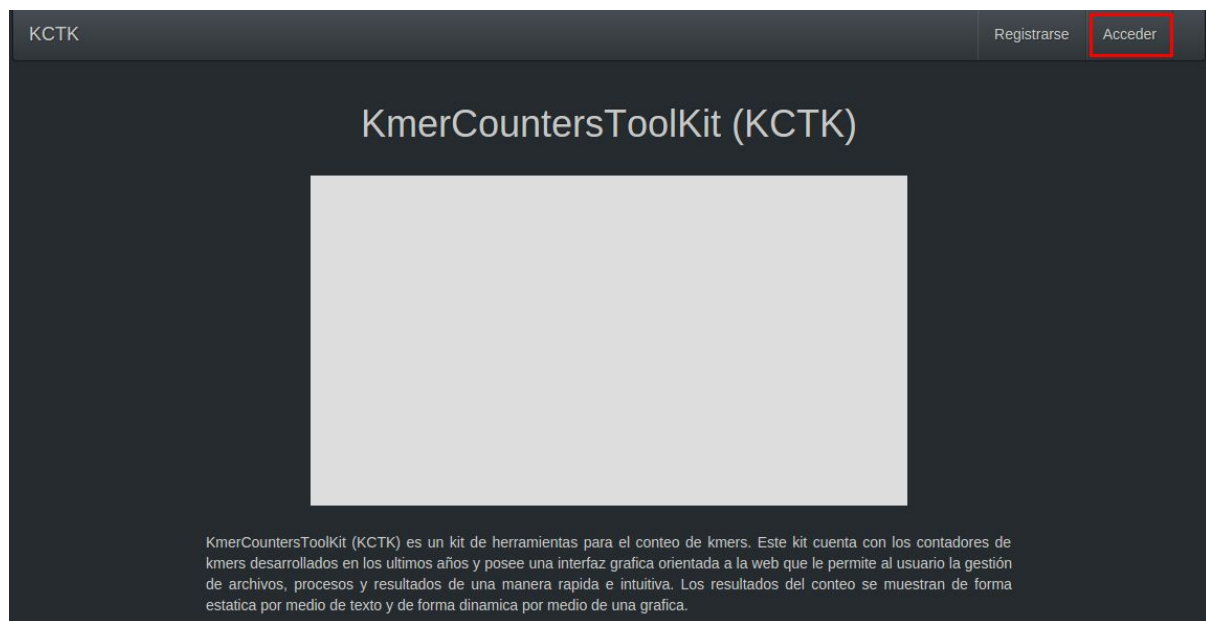 KCTK
Registrarse
Acceder
KmerCountersToolKit (KCTK)
KmerCountersToolKit (KCTK) es un kit de herramientas para el conteo de kmers. Este kit cuenta con los contadores de
kmers desarrollados en los ultimos años y posee una interfaz grafica orientada a la web que le permite al usuario la gestión
de archivos, procesos y resultados de una manera rapida e intuitiva. Los resultados del conteo se muestran de forma
estatica por medio de texto y de forma dinamica por medio de una grafica.